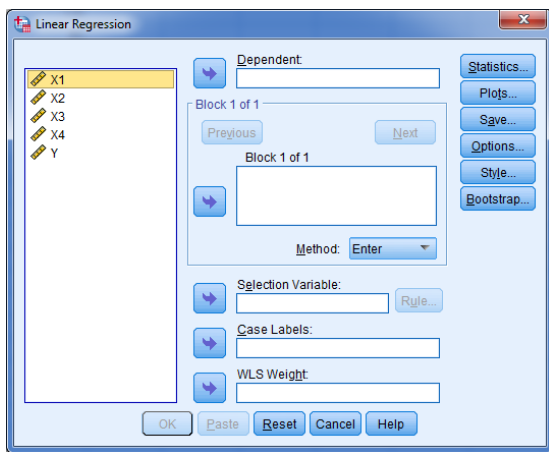 Linear Regression
X1
X2
X3
X4
Y
Dependent:
Block 1 of 1
Previous
Next
Block 1 of 1
Method: Enter
Selection Variable:
Rule...
Case Labels:
WLS Weight:
Statistics...
Plots...
Save...
Options...
Style...
Bootstrap...
OK Paste Reset Cancel Help